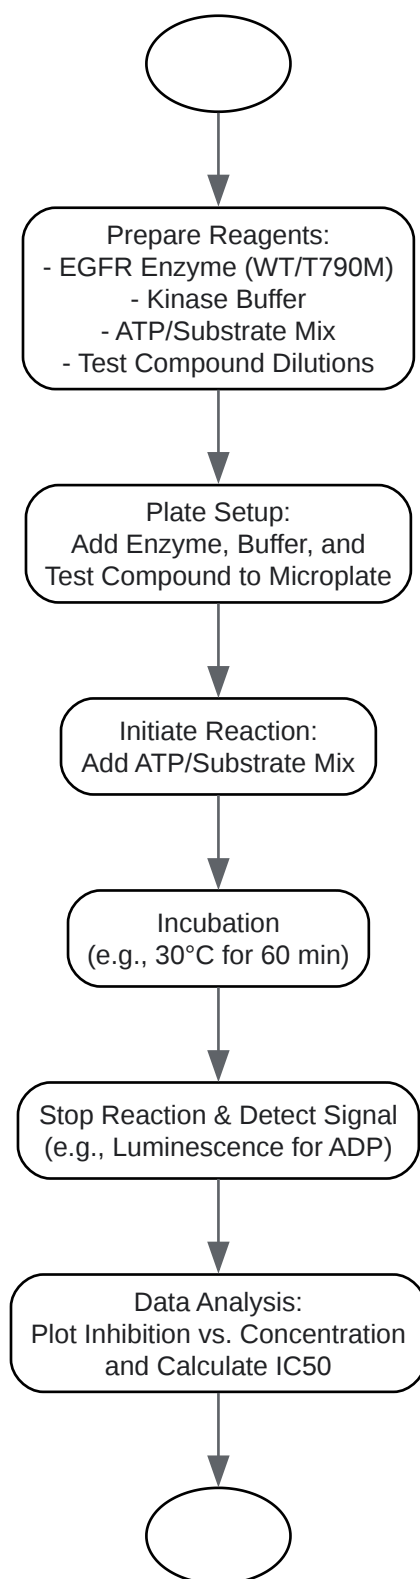 Prepare Reagents:
- EGFR Enzyme (WT/T790M)
- Kinase Buffer
- ATP/Substrate Mix
- Test Compound Dilutions
Plate Setup:
Add Enzyme, Buffer, and
Test Compound to Microplate
Initiate Reaction:
Add ATP/Substrate Mix
Incubation
(e.g., 30°C for 60 min)
Stop Reaction & Detect Signal
(e.g., Luminescence for ADP)
Data Analysis:
Plot Inhibition vs. Concentration
and Calculate IC50